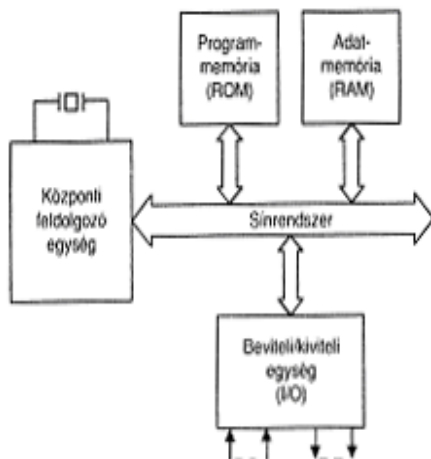 Program-
memória
(ROM)
Adat-
memória
(RAM)
Központi
feldolgozó
egység
Sínrendszer
Beviteli/kiviteli
egység
(I/O)